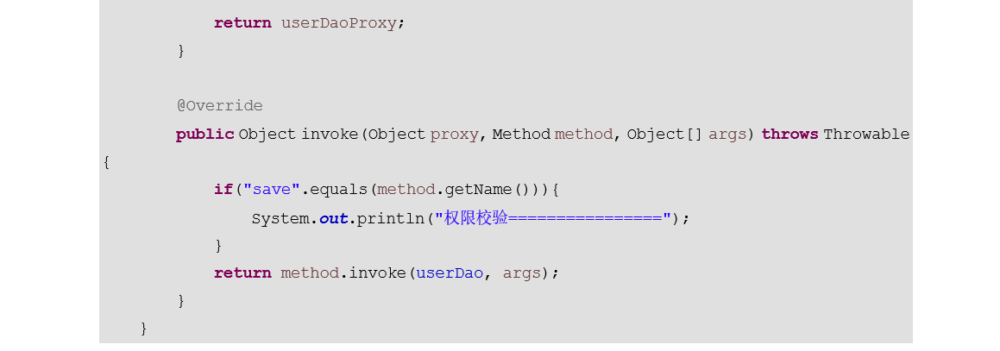 return userDaoProxy;
}
@Override
public Object invoke(Object proxy, Method method, Object[] args) throws Throwable
{
if("save".equals(method.getName())){
System.out.println("权限校验================");
}
return method.invoke(userDao, args);
}
}